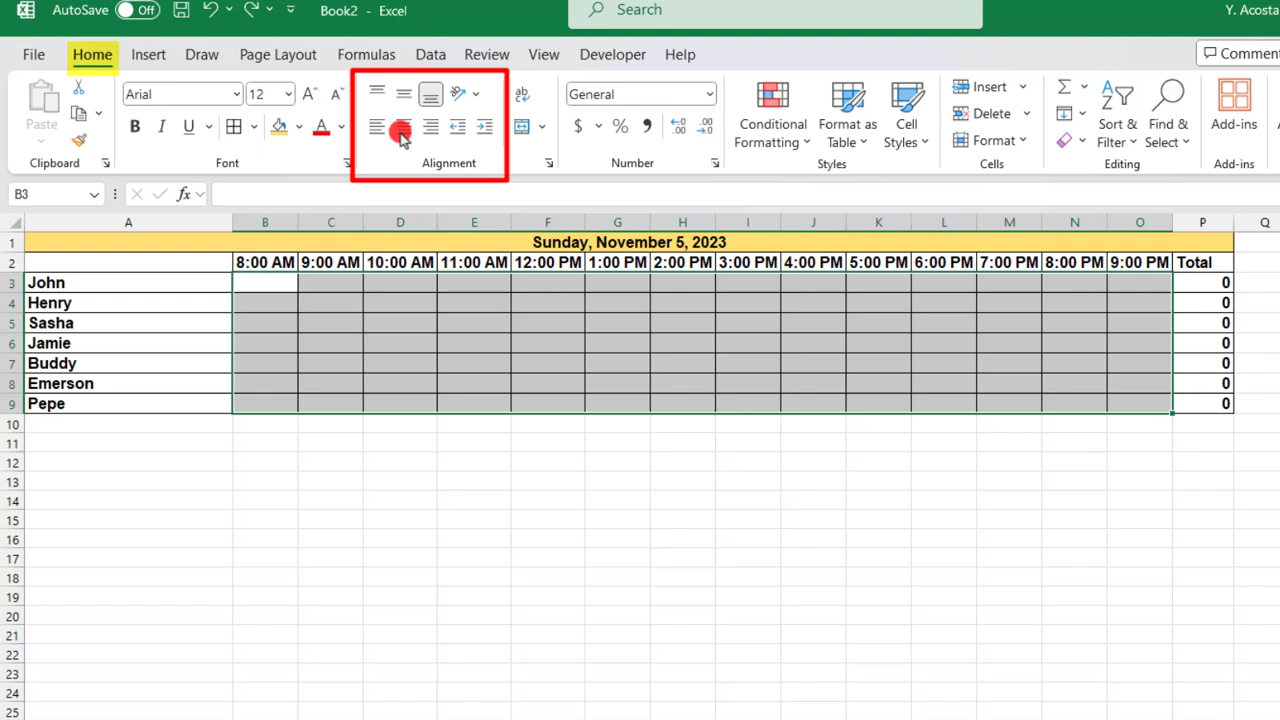 AutoSave Off Book2 - Excel Search Y. Acosta
File Home Insert Draw Page Layout Formulas Data Review View Developer Help Comment
Paste Arial 12 A A ab General Insert
B I U A $ % 9 .00 .00 Conditional Formatting Format as Table Cell Styles Delete Sort & Filter Find & Select Add-ins
Format
Clipboard Font Alignment Number Styles Cells Editing Add-ins
B3 fx
A B C D E F G H I J K L M N O P Q
1 Sunday, November 5, 2023
2 8:00 AM 9:00 AM 10:00 AM 11:00 AM 12:00 PM 1:00 PM 2:00 PM 3:00 PM 4:00 PM 5:00 PM 6:00 PM 7:00 PM 8:00 PM 9:00 PM Total
3 John 0
4 Henry 0
5 Sasha 0
6 Jamie 0
7 Buddy 0
8 Emerson 0
9 Pepe 0
10
11
12
13
14
15
16
17
18
19
20
21
22
23
24
25